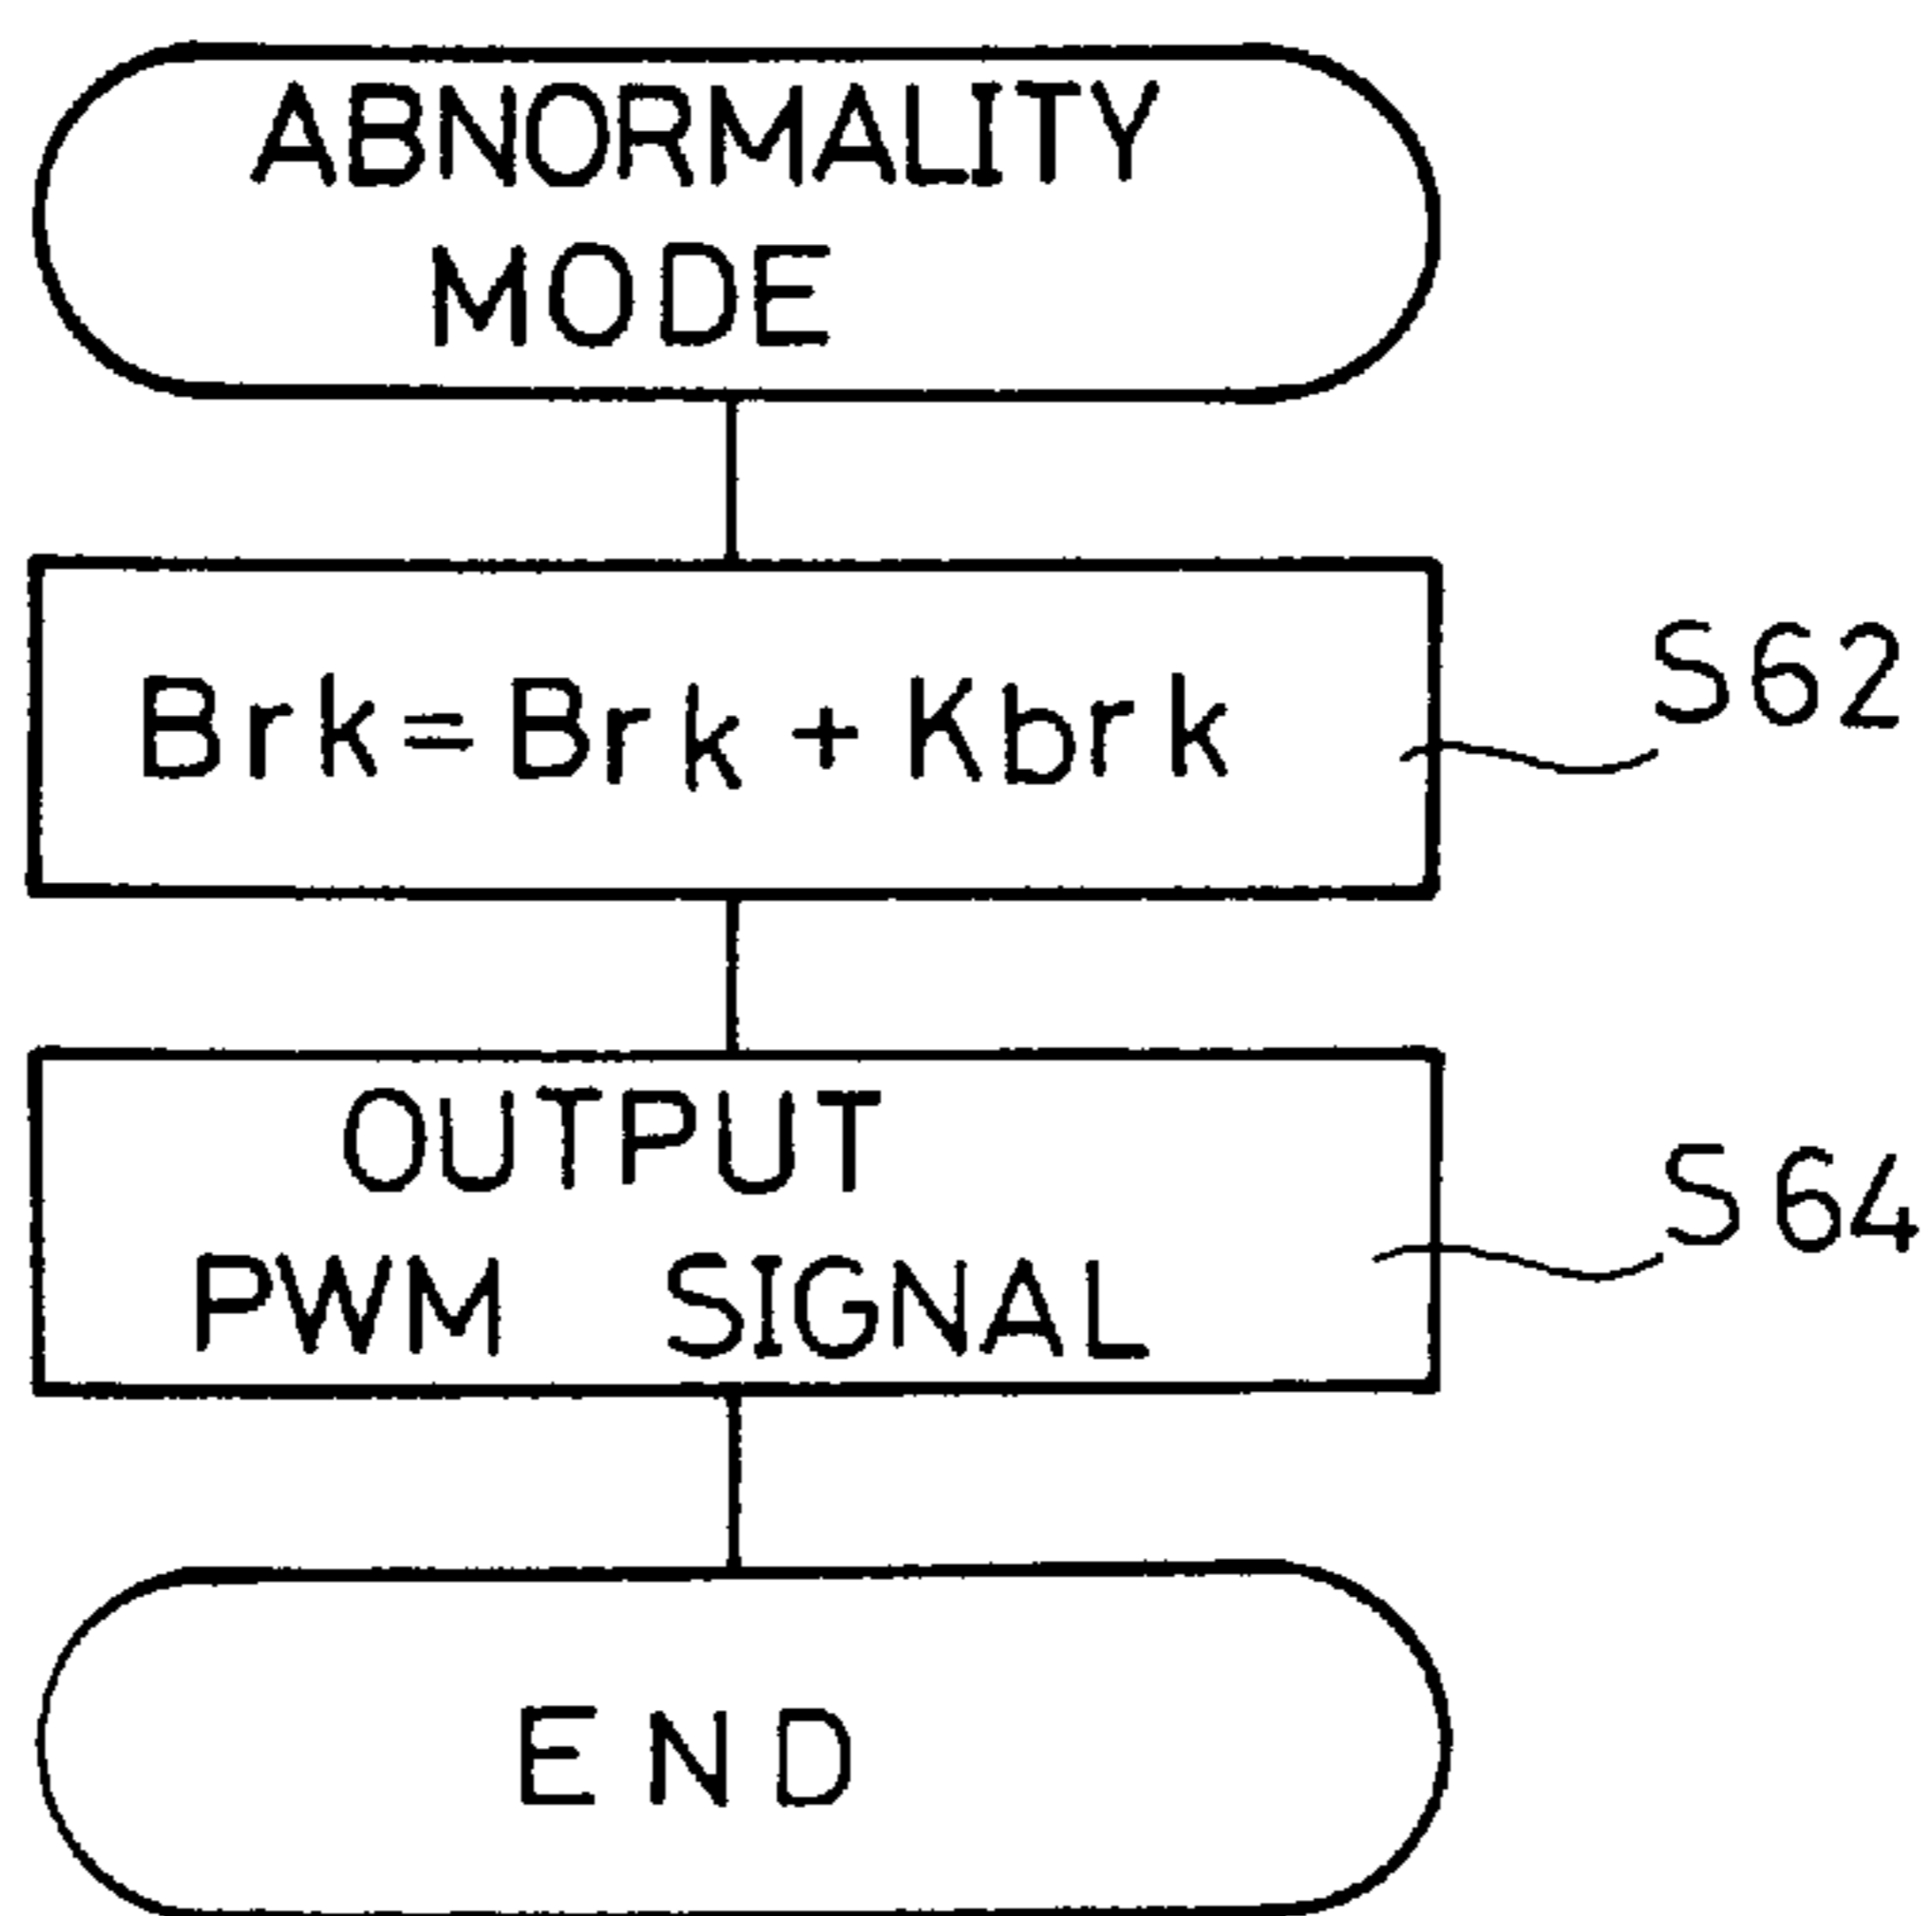 ABNORMALITY
MODE
Brk=Brk+Kbrk
S62
OUTPUT
PWM SIGNAL
S64
END